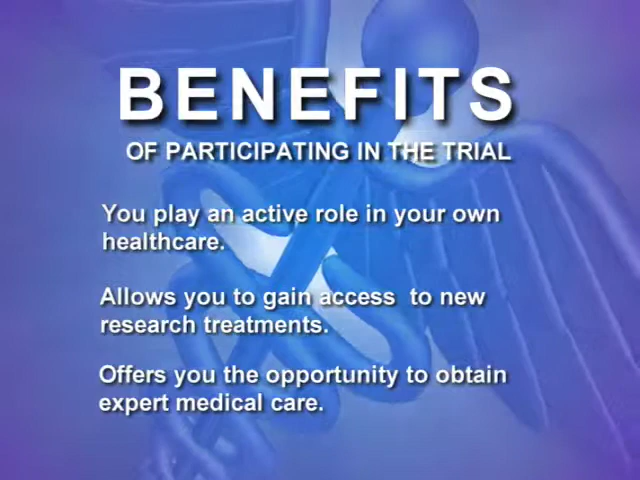 BENEFITS
OF PARTICIPATING IN THE TRIAL
You play an active role in your own
healthcare.
Allows you to gain access to new
research treatments.
Offers you the opportunity to obtain
expert medical care.